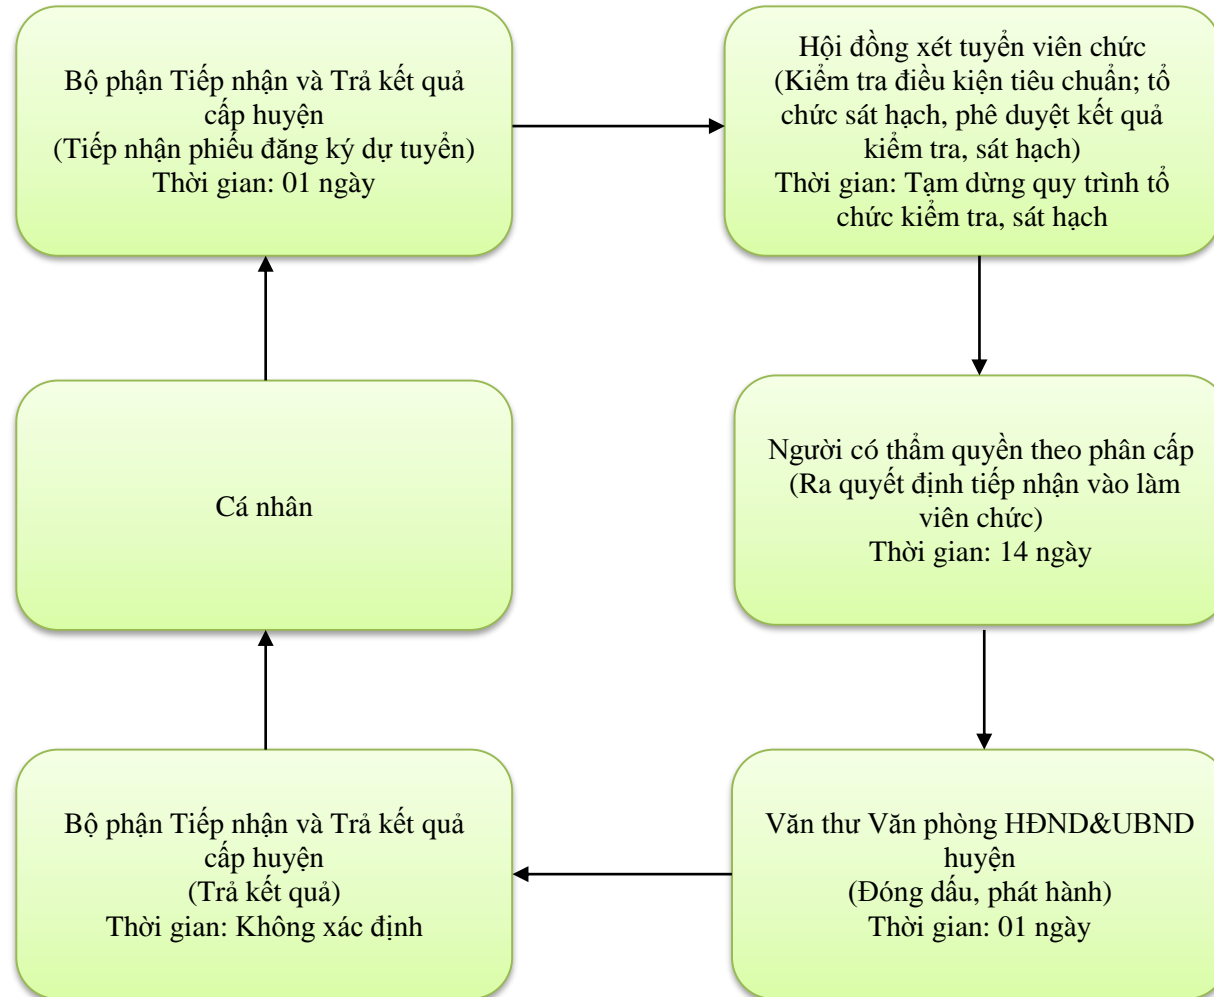 Bộ phận Tiếp nhận và Trả kết quả
cấp huyện
(Tiếp nhận phiếu đăng ký dự tuyển)
Thời gian: 01 ngày
Hội đồng xét tuyển viên chức
(Kiểm tra điều kiện tiêu chuẩn; tổ
chức sát hạch, phê duyệt kết quả
kiểm tra, sát hạch)
Thời gian: Tạm dừng quy trình tổ
chức kiểm tra, sát hạch
Cá nhân
Người có thẩm quyền theo phân cấp
(Ra quyết định tiếp nhận vào làm
viên chức)
Thời gian: 14 ngày
Bộ phận Tiếp nhận và Trả kết quả
cấp huyện
(Trả kết quả)
Thời gian: Không xác định
Văn thư Văn phòng HĐND&UBND
huyện
(Đóng dấu, phát hành)
Thời gian: 01 ngày